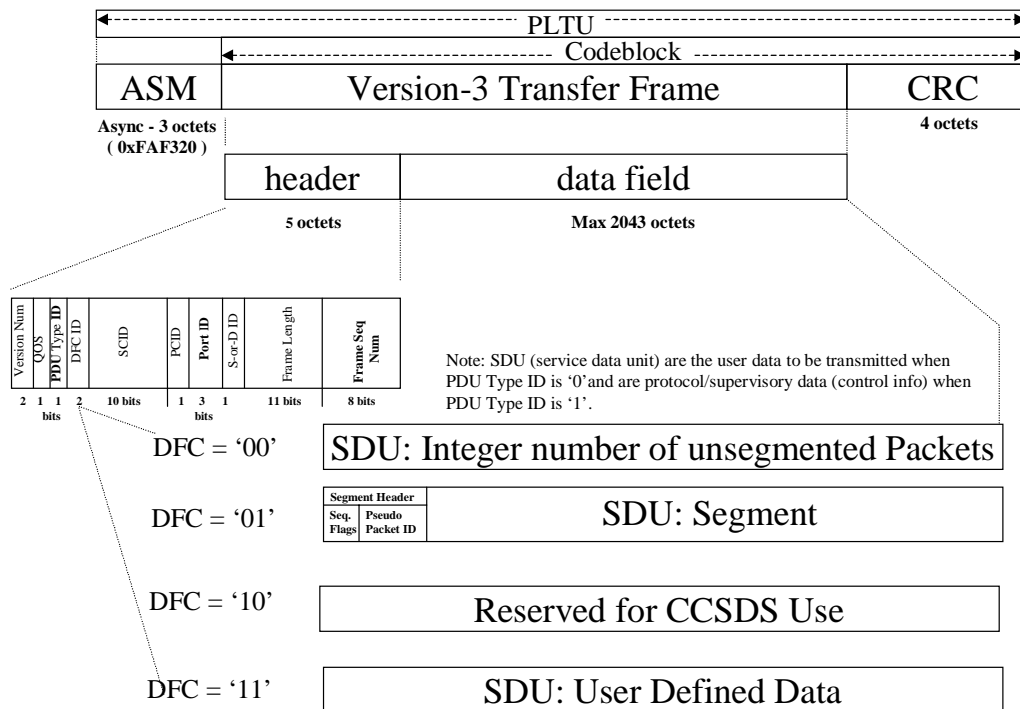 PLTU
Codeblock
ASM
Version-3 Transfer Frame
CRC
Async - 3 octets
( 0xFAF320 )
4 octets
header
data field
5 octets
Max 2043 octets
Version Num
QOS
PDU Type ID
DFC ID
SCID
PCID
Port ID
S-or-D ID
Frame Length
Frame Seq
Num
2 1 1 2 10 bits 1 3 1 11 bits 8 bits
bits
bits
Note: SDU (service data unit) are the user data to be transmitted when
PDU Type ID is ‘0’and are protocol/supervisory data (control info) when
PDU Type ID is ‘1’.
DFC = ‘00’
SDU: Integer number of unsegmented Packets
DFC = ‘01’
Segment Header
Seq.
Flags
Pseudo
Packet ID
SDU: Segment
DFC = ‘10’
Reserved for CCSDS Use
DFC = ‘11’
SDU: User Defined Data